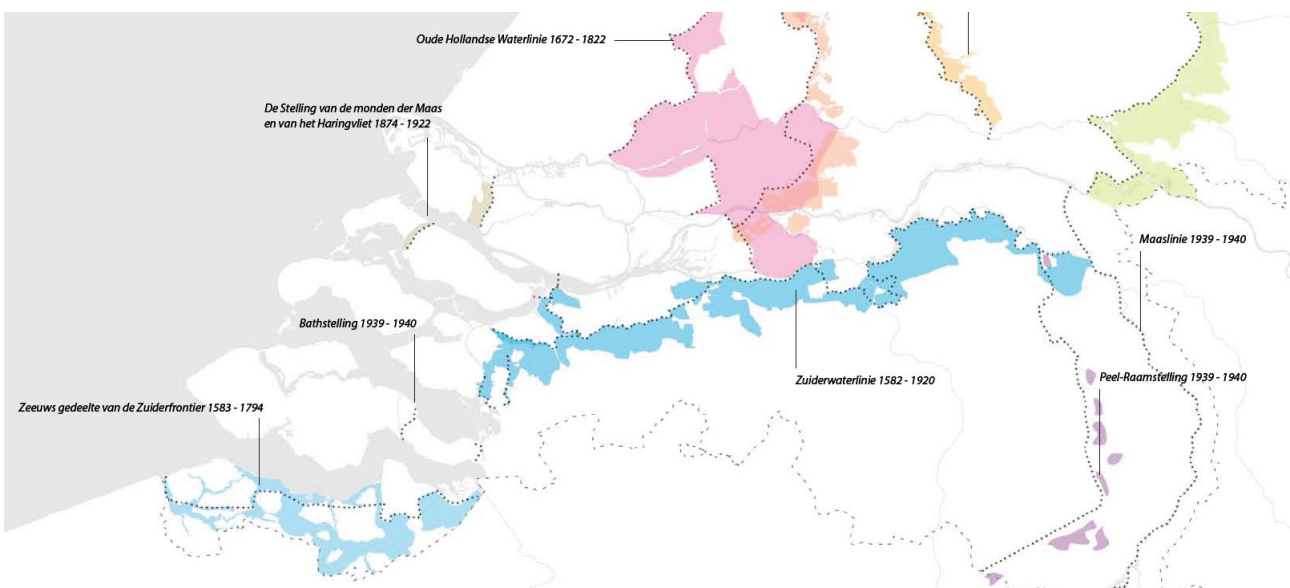 Oude Hollandse Waterlinie 1672 - 1822
De Stelling van de monden der Maas
en van het Haringvliet 1874 - 1922
Maaslinie 1939 - 1940
Bathstelling 1939 - 1940
Zuiderwaterlinie 1582 - 1920
Peel-Raamstelling 1939 - 1940
Zeeuws gedeelte van de Zuiderfrontier 1583 - 1794